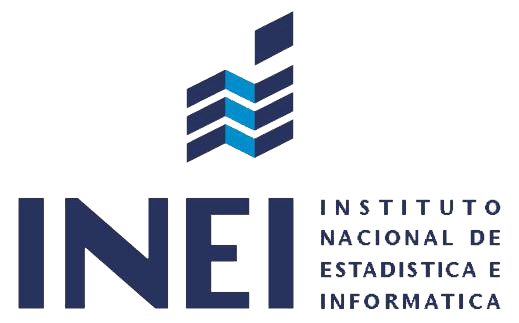 INEI
INSTITUTO
NACIONAL DE
ESTADISTICA E
INFORMATICA